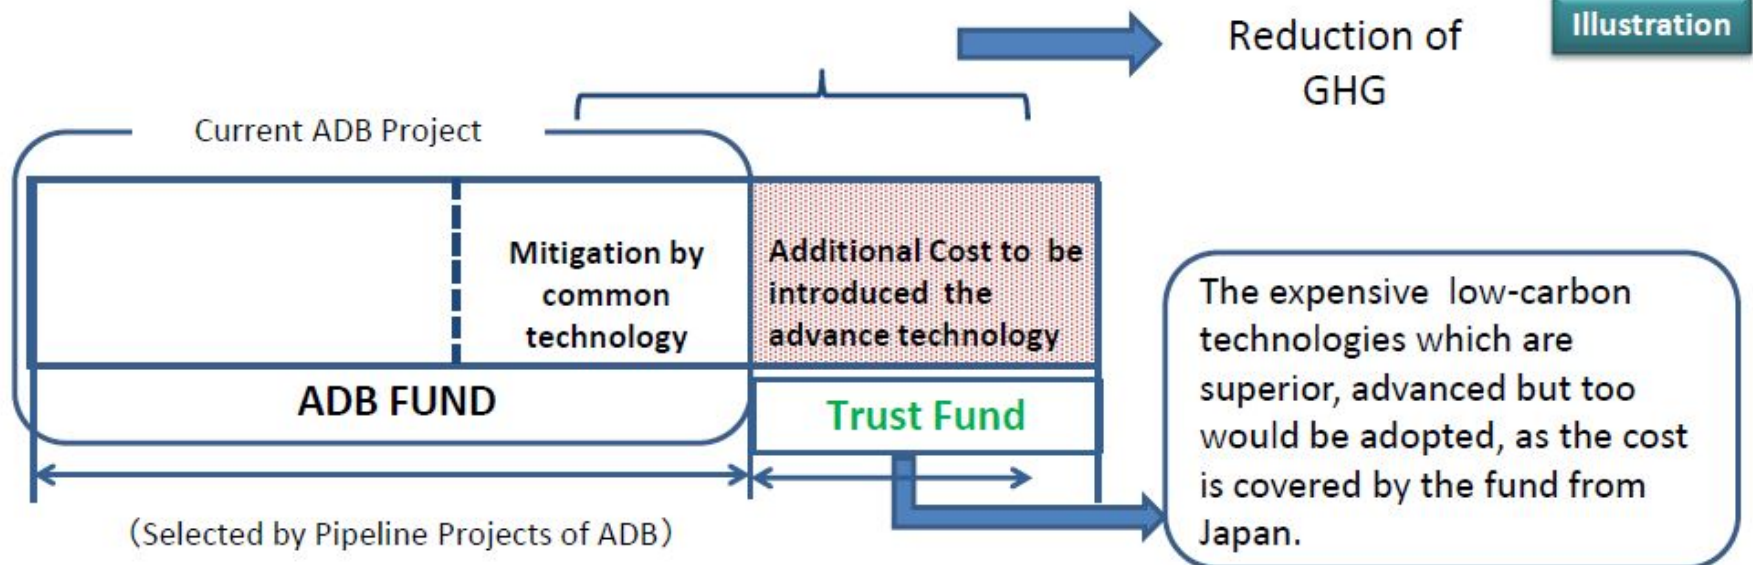 Illustration
Reduction of
GHG
Current ADB Project
Mitigation by
common
technology
Additional Cost to be
introduced the
advance technology
ADB FUND
Trust Fund
(Selected by Pipeline Projects of ADB)
The expensive low-carbon
technologies which are
superior, advanced but too
would be adopted, as the cost
is covered by the fund from
Japan.